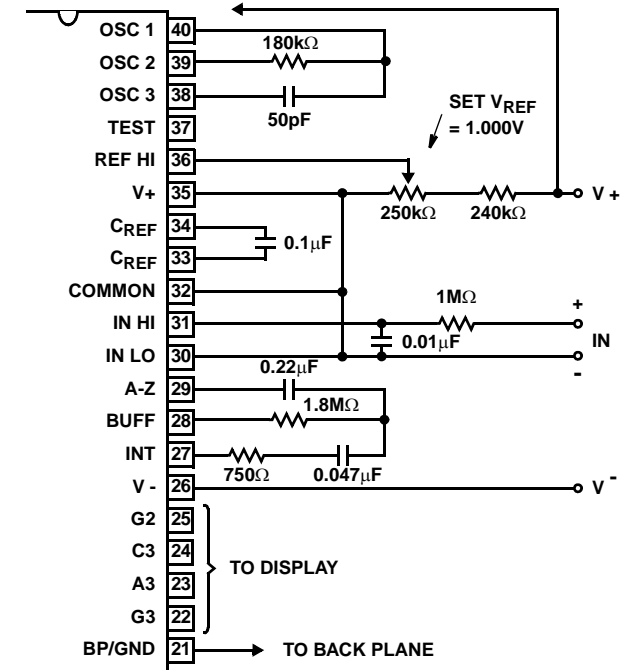 OSC 1 40
180kΩ
OSC 2 39
OSC 3 38
50pF
SET VREF
= 1.000V
TEST 37
REF HI 36
V+ 35
250kΩ 240kΩ V +
CREF 34
0.1µF
CREF 33
COMMON 32
1MΩ
IN HI 31 +
0.01µF IN
IN LO 30 -
0.22µF
A-Z 29
1.8MΩ
BUFF 28
INT 27
750Ω 0.047µF
V - 26 V -
G2 25
C3 24
TO DISPLAY
A3 23
G3 22
BP/GND 21 TO BACK PLANE